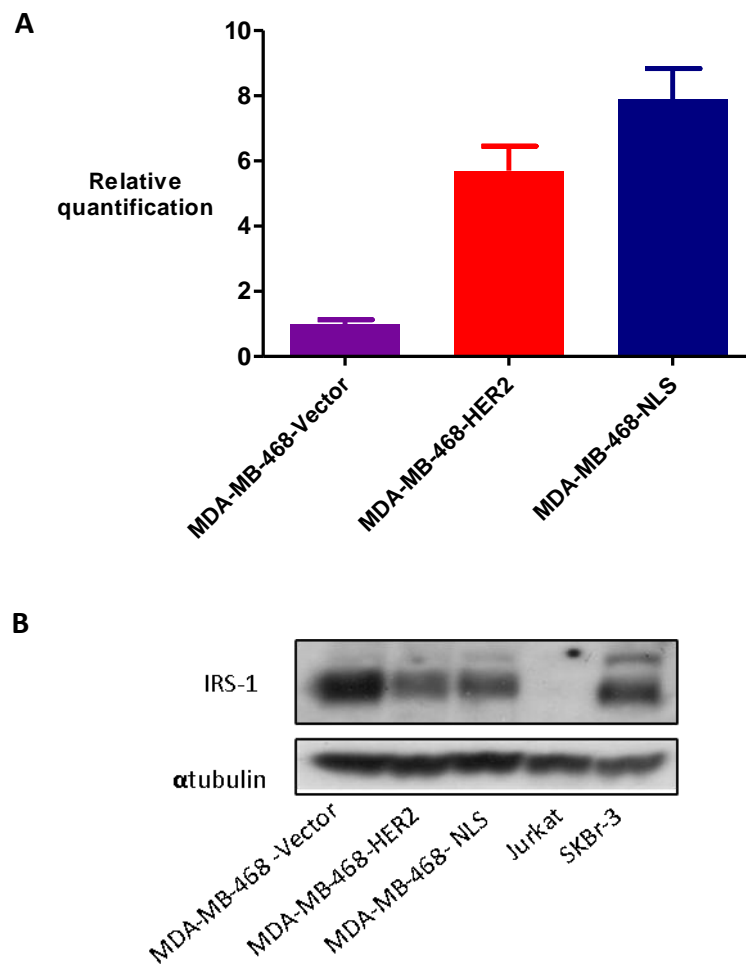 A
10
8
6
4
2
0
Relative
quantification
MDA-MB-468-Vector
MDA-MB-468-HER2
MDA-MB-468-NLS
B
IRS-1
αtubulin
MDA-MB-468 -Vector
MDA-MB-468-HER2
MDA-MB-468- NLS
Jurkat
SKBr-3